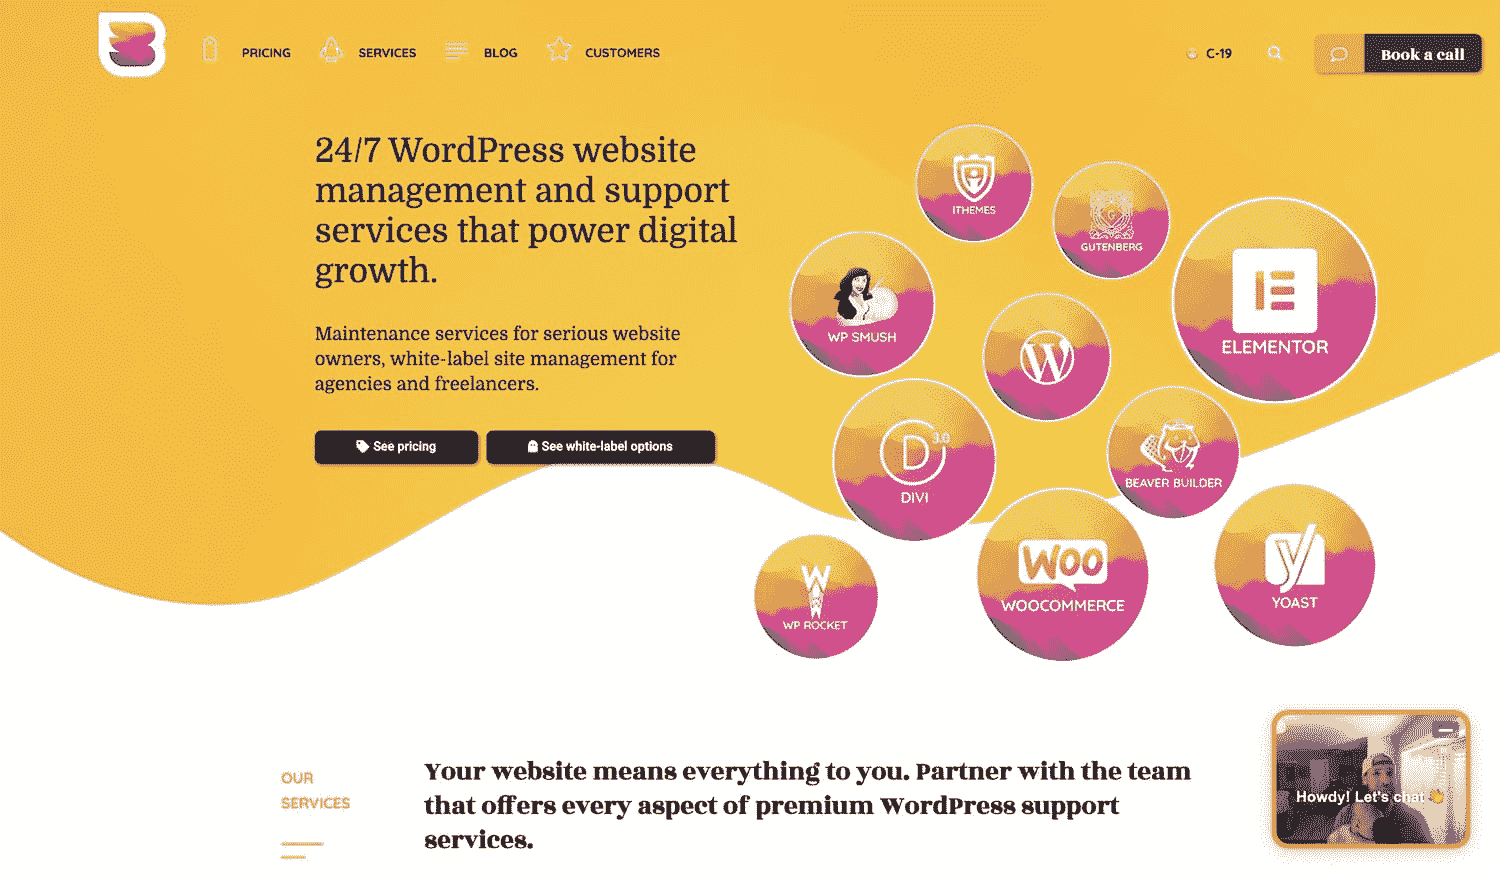 PRICING
SERVICES
BLOG
CUSTOMERS
C-19
Book a call
24/7 WordPress website
management and support
services that power digital
growth.
Maintenance services for serious website
owners, white-label site management for
agencies and freelancers.
See pricing
See white-label options
ITHEMES
G
GUTENBERG
ELEMENTOR
WP SMUSH
W
D 3.0
DIVI
BEAVER BUILDER
W
WP ROCKET
WOO
WOOCOMMERCE
y
YOAST
OUR
SERVICES
Your website means everything to you. Partner with the team
that offers every aspect of premium WordPress support
services.
Howdy! Let's chat 👋